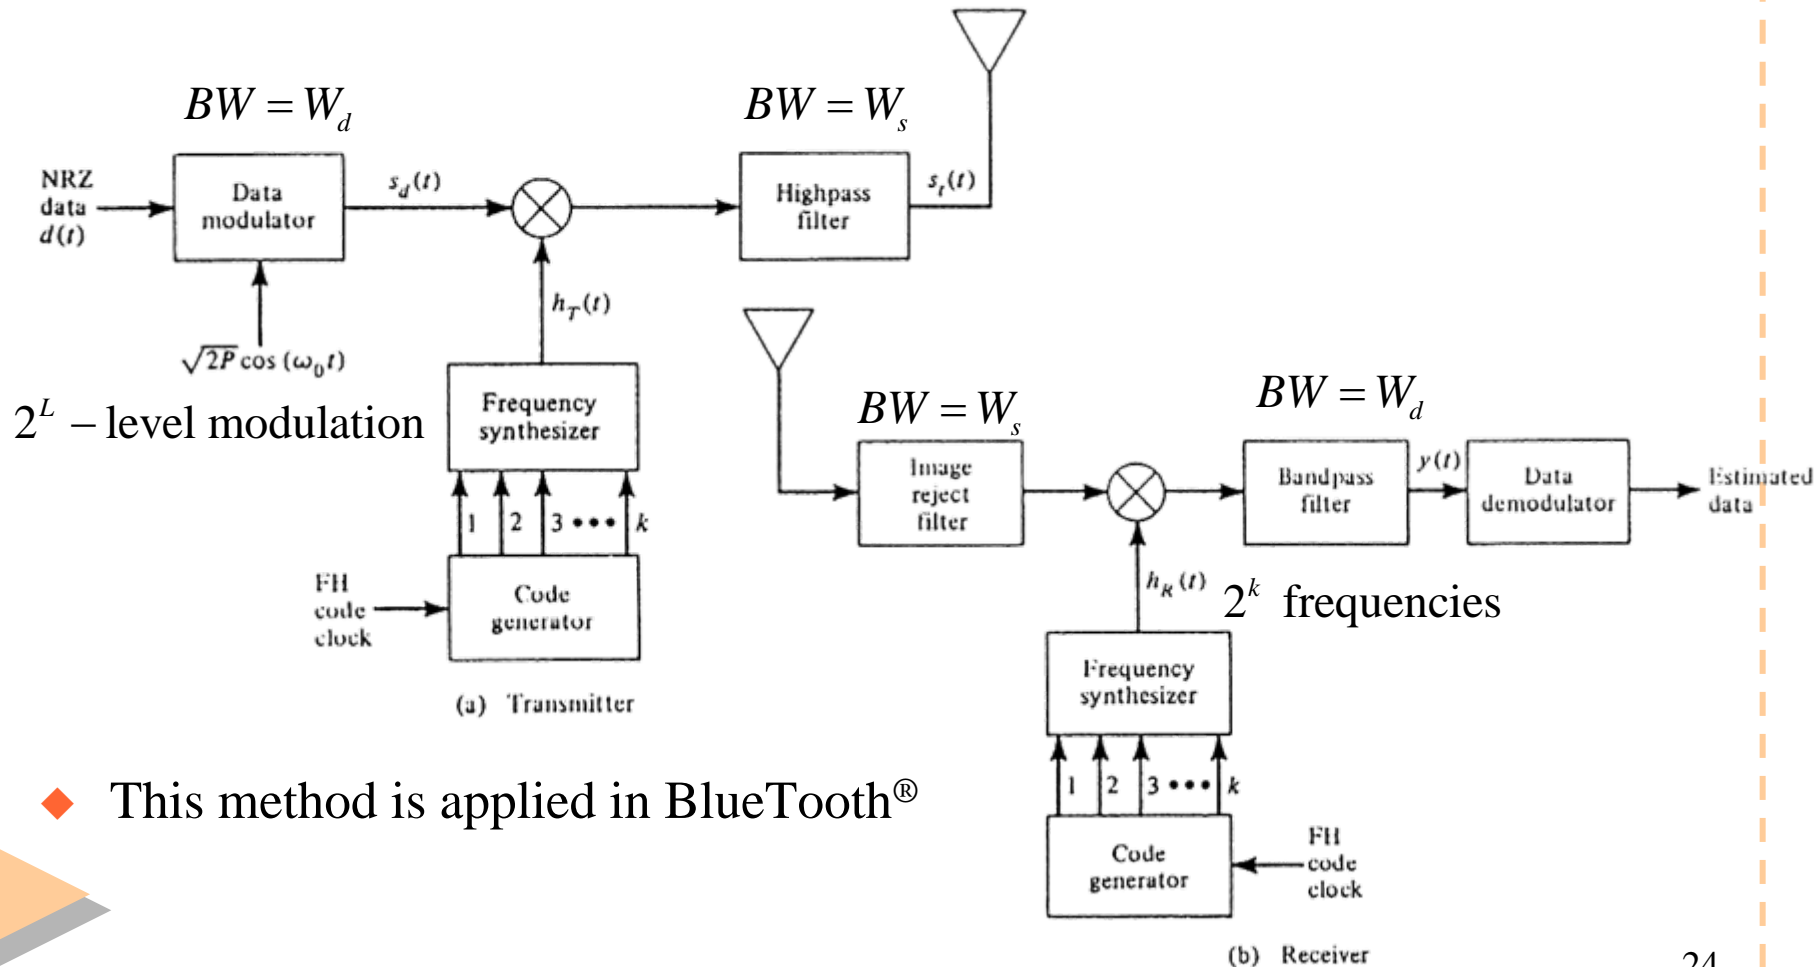 BW = W_d
BW = W_s
NRZ
data
d(t)
Data
modulator
s_d(t)
Highpass
filter
s_t(t)
h_T(t)
√2P cos (ω_0 t)
2^L – level modulation
Frequency
synthesizer
1 2 3 ••• k
FH
code
clock
Code
generator
(a) Transmitter
BW = W_s
BW = W_d
Image
reject
filter
Bandpass
filter
y(t)
Data
demodulator
Estimated
data
h_R(t)
2^k frequencies
Frequency
synthesizer
1 2 3 ••• k
Code
generator
FH
code
clock
(b) Receiver
◆ This method is applied in BlueTooth®
24